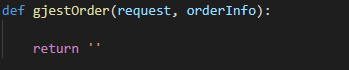 def gjestOrder(request, orderInfo):
    return ''